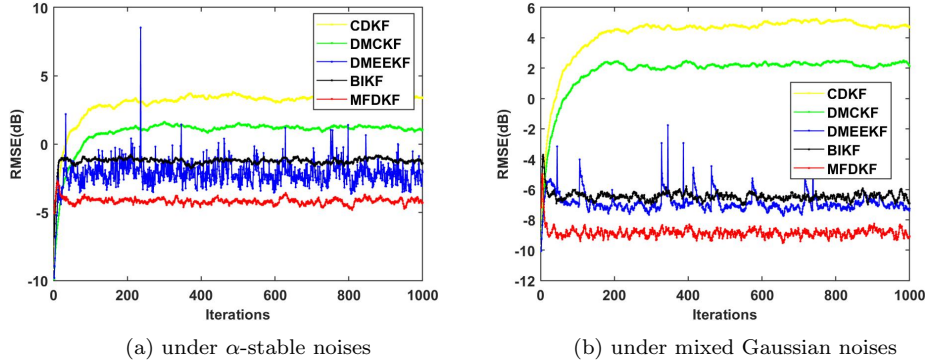 10
5
0
-5
-10
RMSE(dB)
0
200
400
600
800
1000
Iterations
CDKF
DMCKF
DMEEKF
BIKF
MFDKF
(a) under α-stable noises
6
4
2
0
-2
-4
-6
-8
-10
-12
RMSE(dB)
0
200
400
600
800
1000
Iterations
CDKF
DMCKF
DMEEKF
BIKF
MFDKF
(b) under mixed Gaussian noises